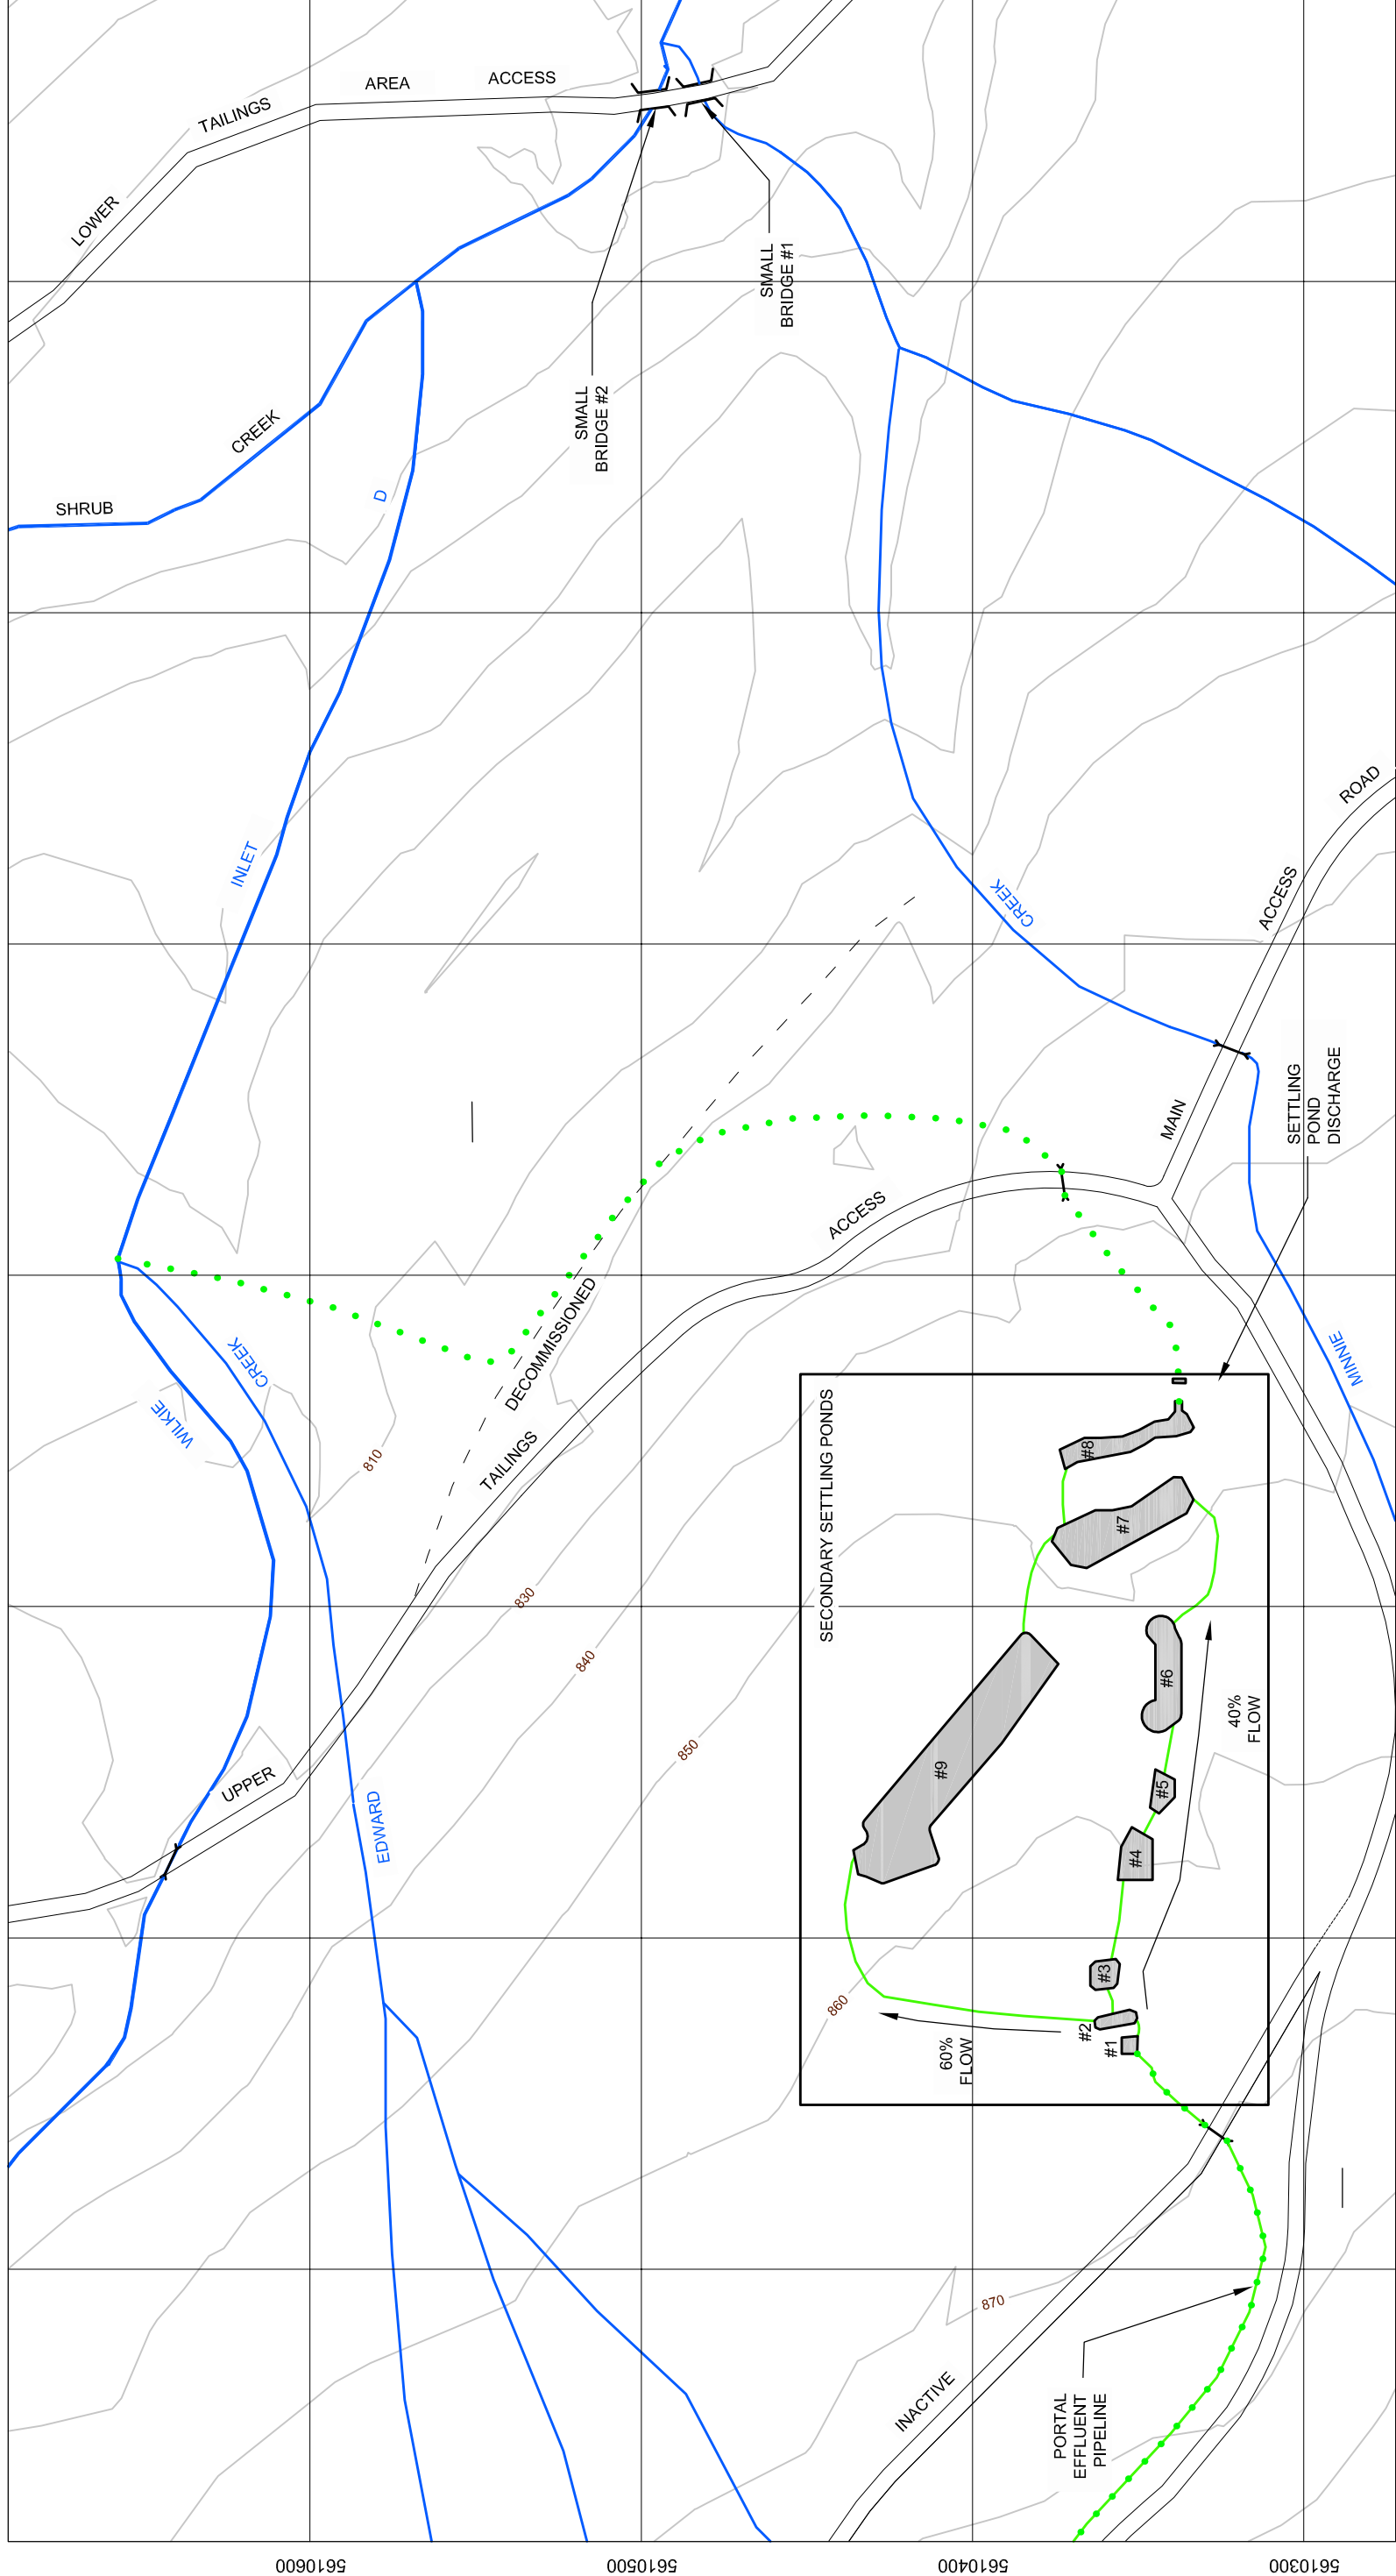 LOWER
TAILINGS
AREA
ACCESS
SHRUB
CREEK
D
INLET
SMALL
BRIDGE #2
SMALL
BRIDGE #1
CREEK
ROAD
ACCESS
MAIN
SETTLING
POND
DISCHARGE
MINNIE
WILKIE
CREEK
EDWARD
UPPER
TAILINGS
ACCESS
DECOMMISSIONED
810
830
840
850
860
870
SECONDARY SETTLING PONDS
#8
#7
#6
#5
#4
#3
#2
#1
#9
40%
FLOW
60%
FLOW
INACTIVE
PORTAL
EFFLUENT
PIPELINE
5610600
5610500
5610400
5610300